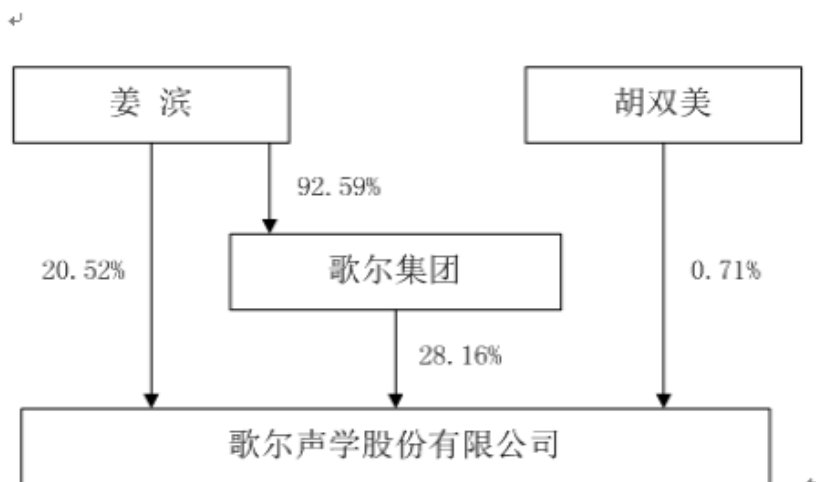 姜 滨
胡双美
92.59%
20.52%
歌尔集团
0.71%
28.16%
歌尔声学股份有限公司